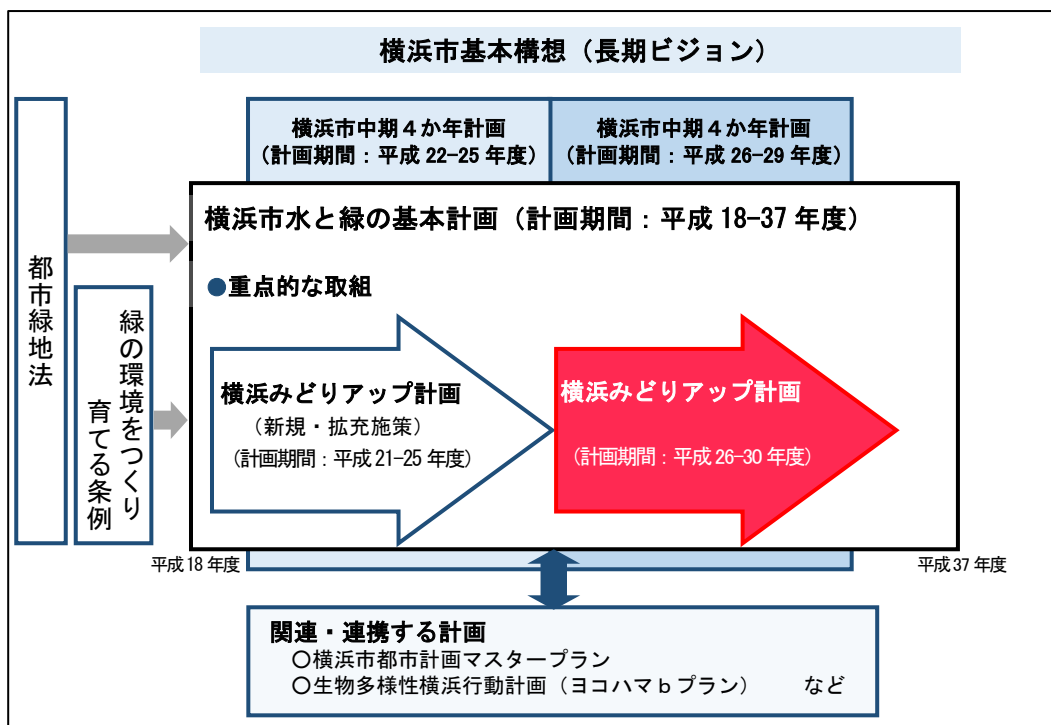 横浜市基本構想（長期ビジョン）
横浜市中期４か年計画
（計画期間：平成 22-25 年度）
横浜市中期４か年計画
（計画期間：平成 26-29 年度）
都市緑地法
緑の環境をつくり
育てる条例
横浜市水と緑の基本計画（計画期間：平成 18-37 年度）
●重点的な取組
横浜みどりアップ計画
（新規・拡充施策）
（計画期間：平成 21-25 年度）
横浜みどりアップ計画
（計画期間：平成 26-30 年度）
平成 18 年度
平成 37 年度
関連・連携する計画
○横浜市都市計画マスタープラン
○生物多様性横浜行動計画（ヨコハマｂプラン）　など